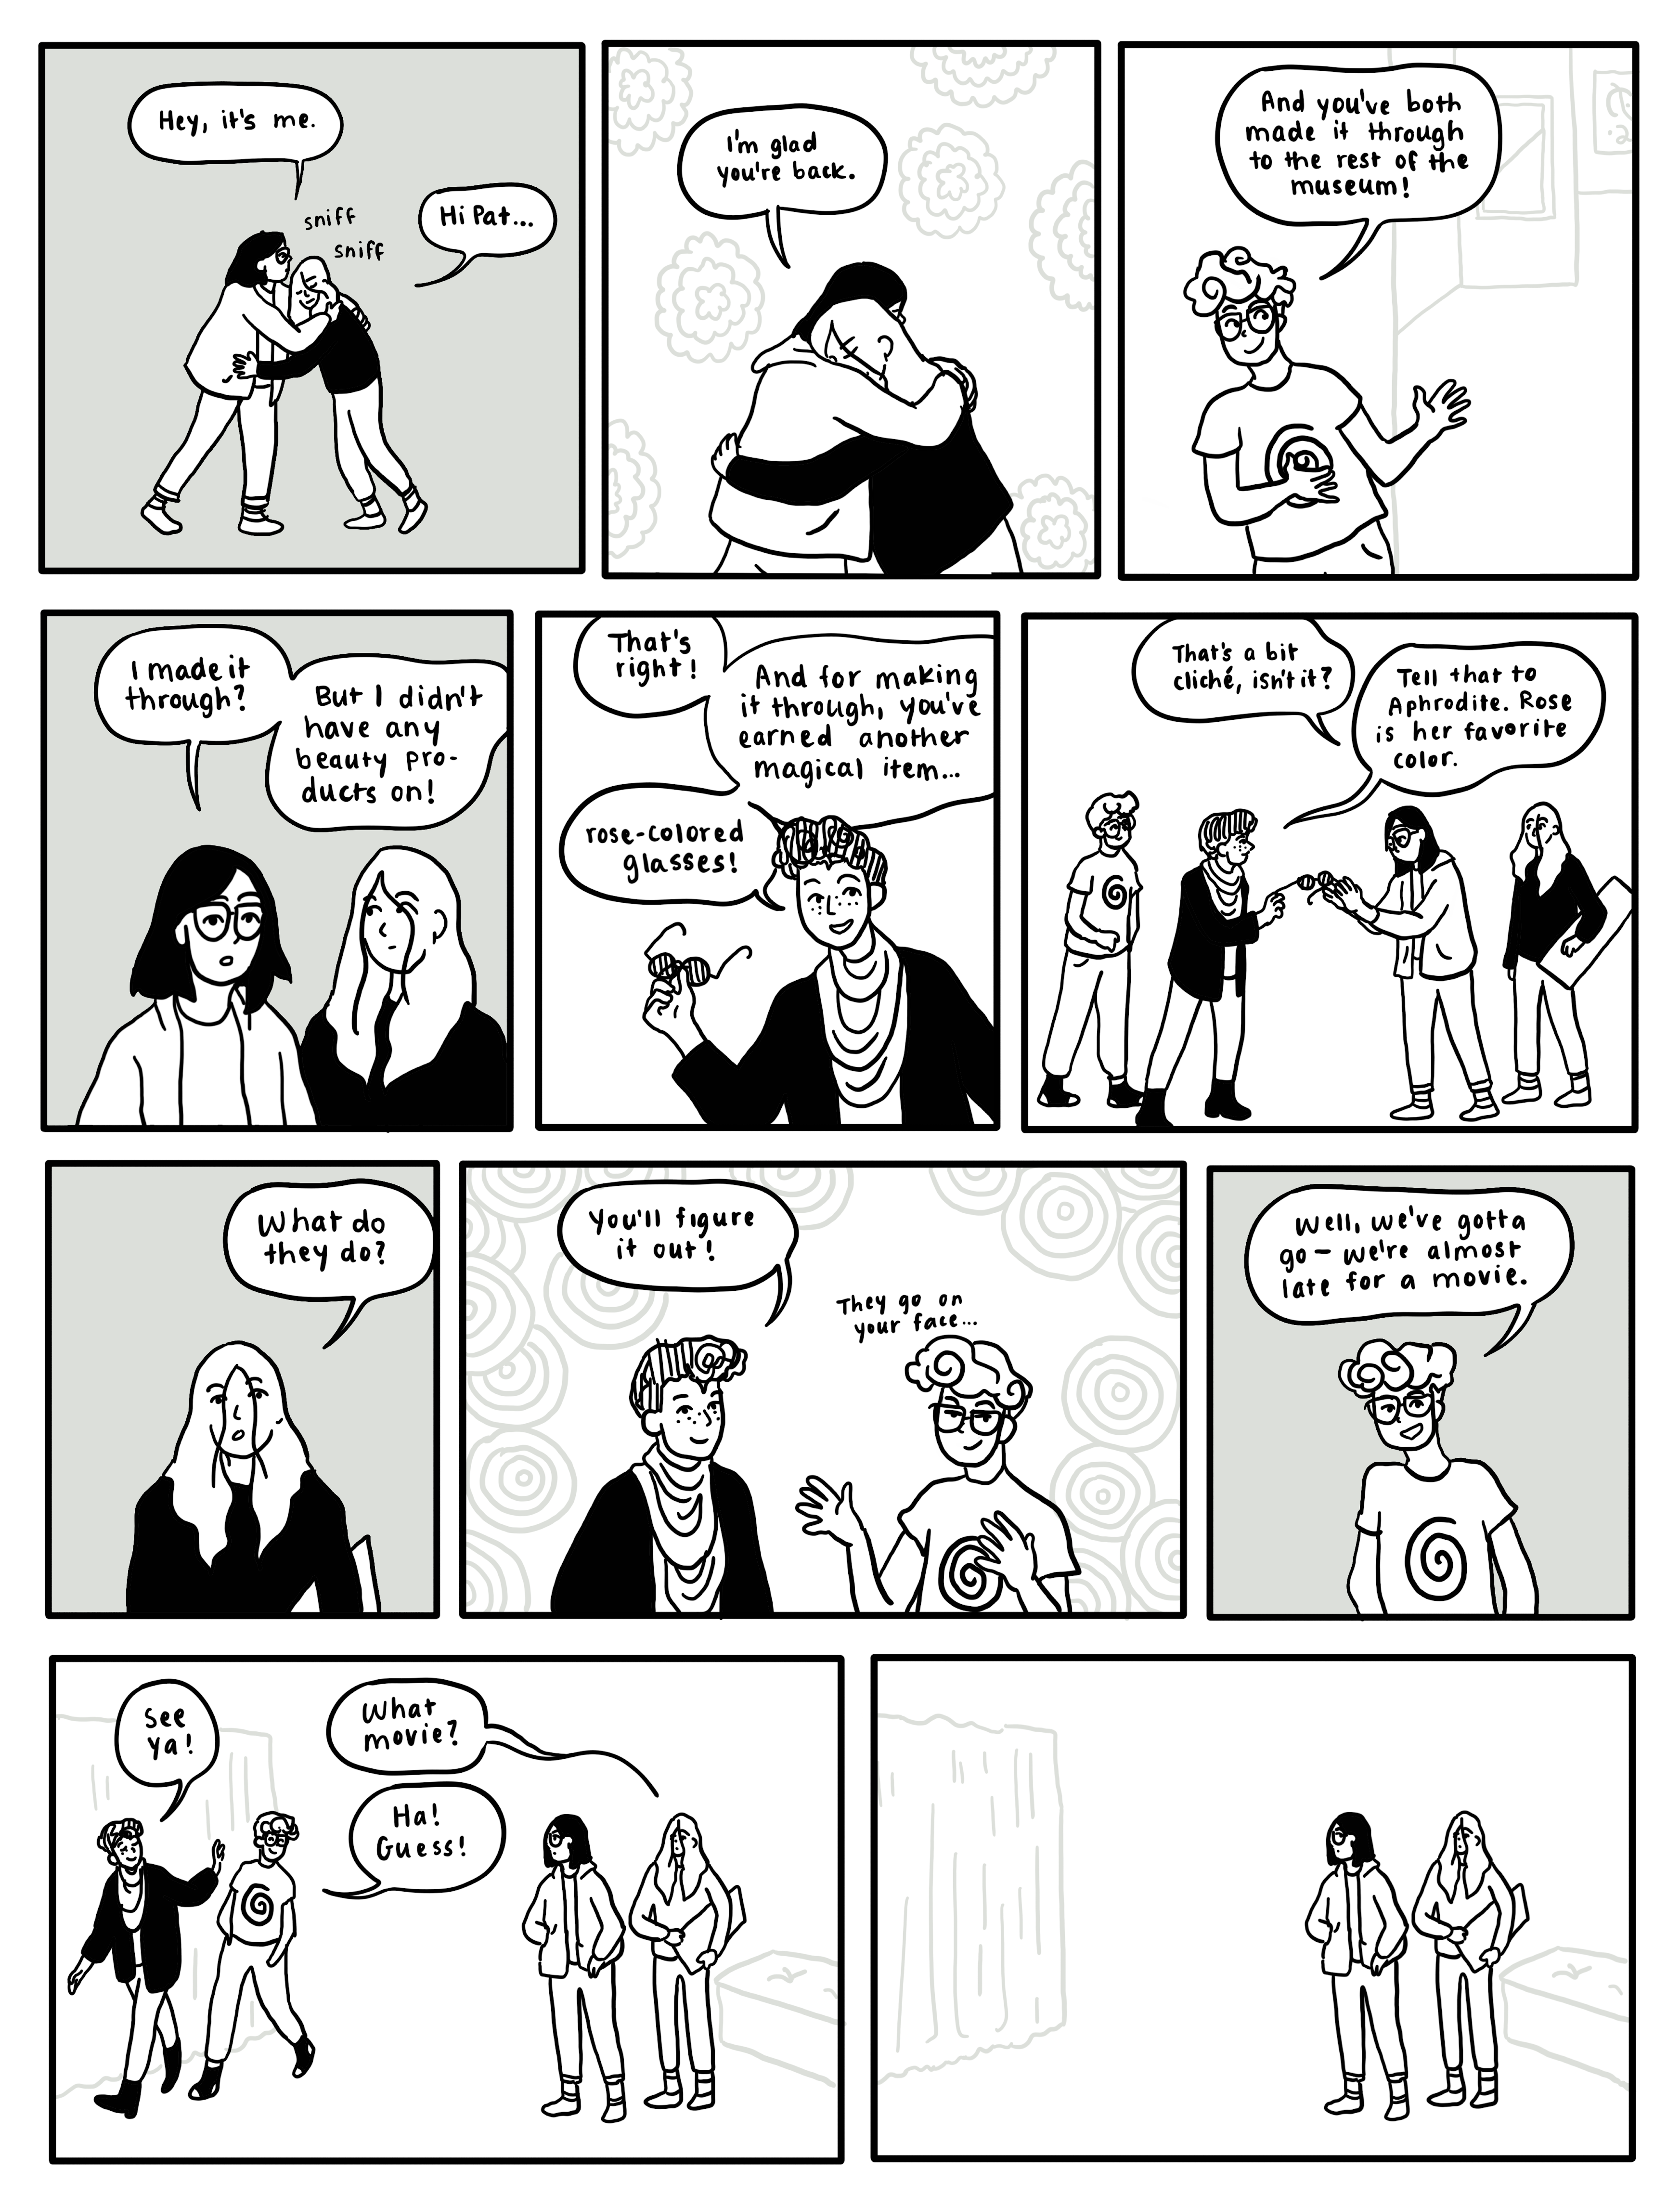 Hey, it's me.
sniff
sniff
Hi Pat...
I'm glad
you're back.
And you've both
made it through
to the rest of the
museum!
I made it
through?
But I didn't
have any
beauty pro-
ducts on!
That's
right!
And for making
it through, you've
earned another
magical item...
rose-colored
glasses!
That's a bit
cliché, isn't it?
Tell that to
Aphrodite. Rose
is her favorite
color.
What do
they do?
You'll figure
it out!
They go on
your face...
Well, we've gotta
go – we're almost
late for a movie.
See
ya!
What
movie?
Ha!
Guess!